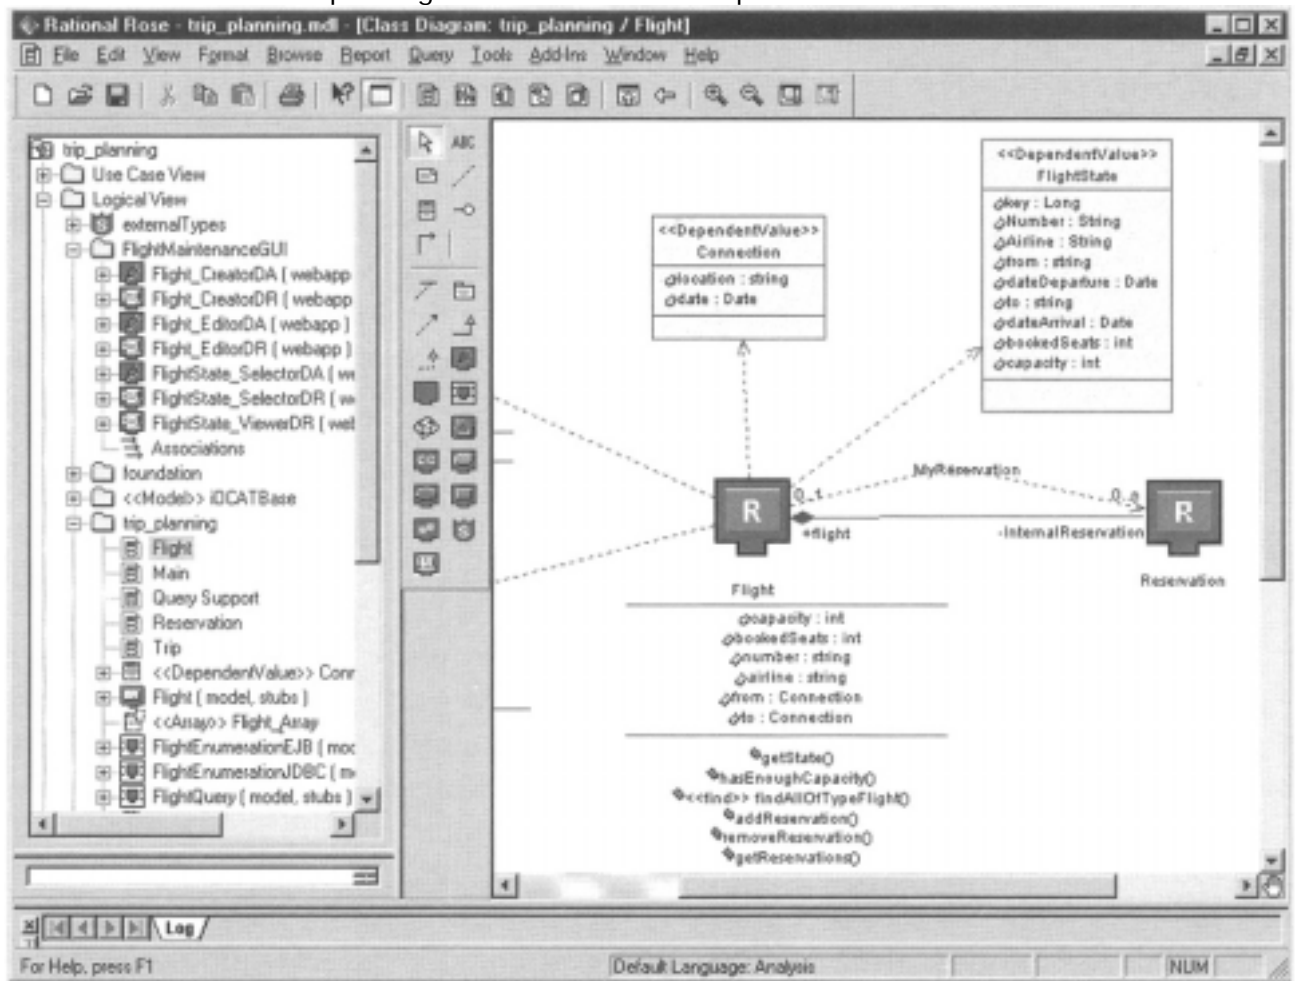 Rational Rose - trip_planning.mdl - [Class Diagram: trip_planning / Flight]
File Edit View Format Browse Report Query Tools Add-Ins Window Help
trip_planning
Use Case View
Logical View
externalTypes
FlightMaintenanceGUI
Flight_CreatorDA ( webapp
Flight_CreatorDR ( webapp
Flight_EditorDA ( webapp )
Flight_EditorDR ( webapp )
FlightState_SelectorDA ( we
FlightState_SelectorDR ( we
FlightState_ViewerDR ( wet
Associations
foundation
<<Model>> iOCATBase
trip_planning
Flight
Main
Query Support
Reservation
Trip
<<DependentValue>> Conr
Flight ( model, stubs )
<<Array>> Flight_Array
FlightEnumerationEJB ( moc
FlightEnumerationJDBC ( m
FlightQuery ( model, stubs )
ABC
<<DependentValue>>
Connection
location : string
date : Date
<<DependentValue>>
FlightState
key : Long
Number : String
Airline : String
from : string
dateDeparture : Date
to : string
dateArrival : Date
bookedSeats : int
capacity : int
MyReservation
R
+flight
-InternalReservation
R
Reservation
Flight
capacity : int
bookedSeats : int
number : string
airline : string
from : Connection
to : Connection
getState()
hasEnoughCapacity()
<<find>> findAllOfTypeFlight()
addReservation()
removeReservation()
getReservations()
Log
For Help, press F1
Default Language: Analysis
NUM